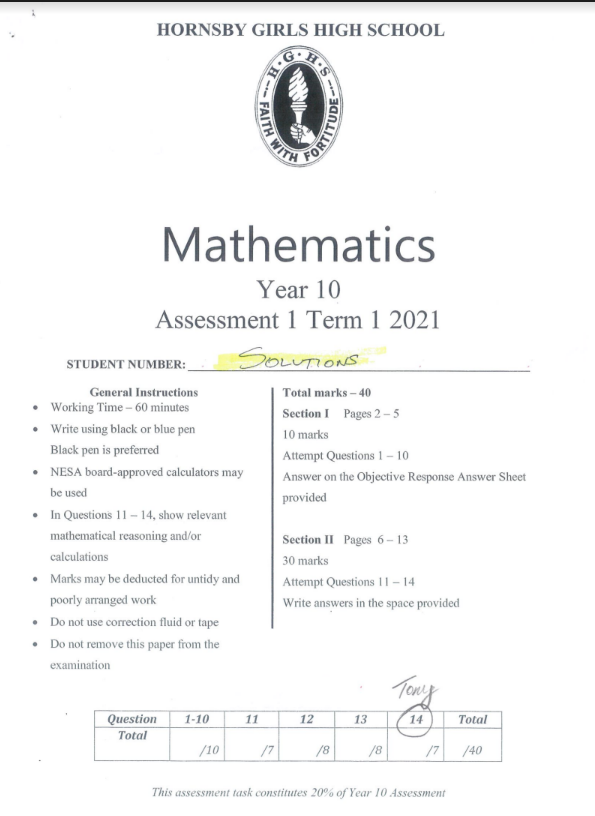 HORNSBY GIRLS HIGH SCHOOL
H·G·H·S
FAITH WITH FORTITUDE
Mathematics
Year 10
Assessment 1 Term 1 2021
STUDENT NUMBER: SOLUTIONS
General Instructions
• Working Time – 60 minutes
• Write using black or blue pen
Black pen is preferred
• NESA board-approved calculators may
be used
• In Questions 11 – 14, show relevant
mathematical reasoning and/or
calculations
• Marks may be deducted for untidy and
poorly arranged work
• Do not use correction fluid or tape
• Do not remove this paper from the
examination
Total marks – 40
Section I Pages 2 – 5
10 marks
Attempt Questions 1 – 10
Answer on the Objective Response Answer Sheet
provided
Section II Pages 6 – 13
30 marks
Attempt Questions 11 – 14
Write answers in the space provided
Tony
Question 1-10 11 12 13 14 Total
Total /10 /7 /8 /8 /7 /40
This assessment task constitutes 20% of Year 10 Assessment